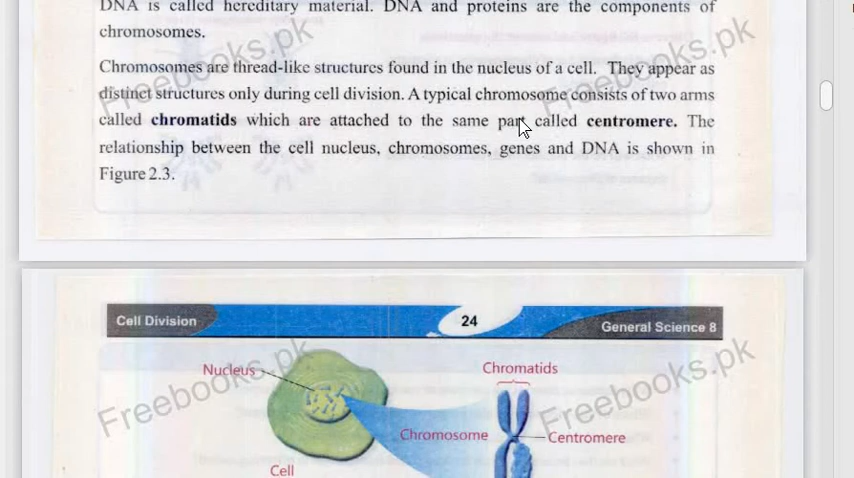 DNA is called hereditary material. DNA and proteins are the components of
chromosomes.
Chromosomes are thread-like structures found in the nucleus of a cell. They appear as
distinct structures only during cell division. A typical chromosome consists of two arms
called chromatids which are attached to the same part called centromere. The
relationship between the cell nucleus, chromosomes, genes and DNA is shown in
Figure 2.3.
Freebooks.pk
Freebooks.pk
Cell Division
24
General Science 8
Nucleus
Chromatids
Freebooks.pk
Freebooks.pk
Chromosome
Centromere
Cell